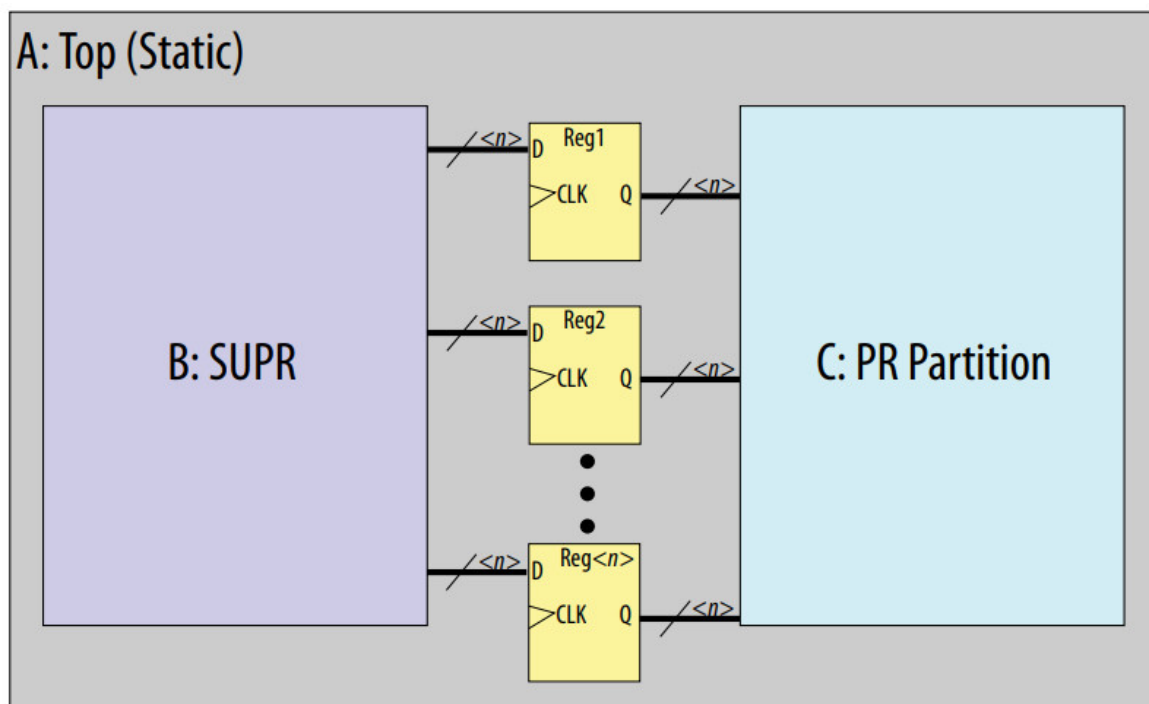 A: Top (Static)
B: SUPR
<n>
D Reg1
CLK Q
<n>
<n>
D Reg2
CLK Q
<n>
<n>
D Reg<n>
CLK Q
<n>
C: PR Partition